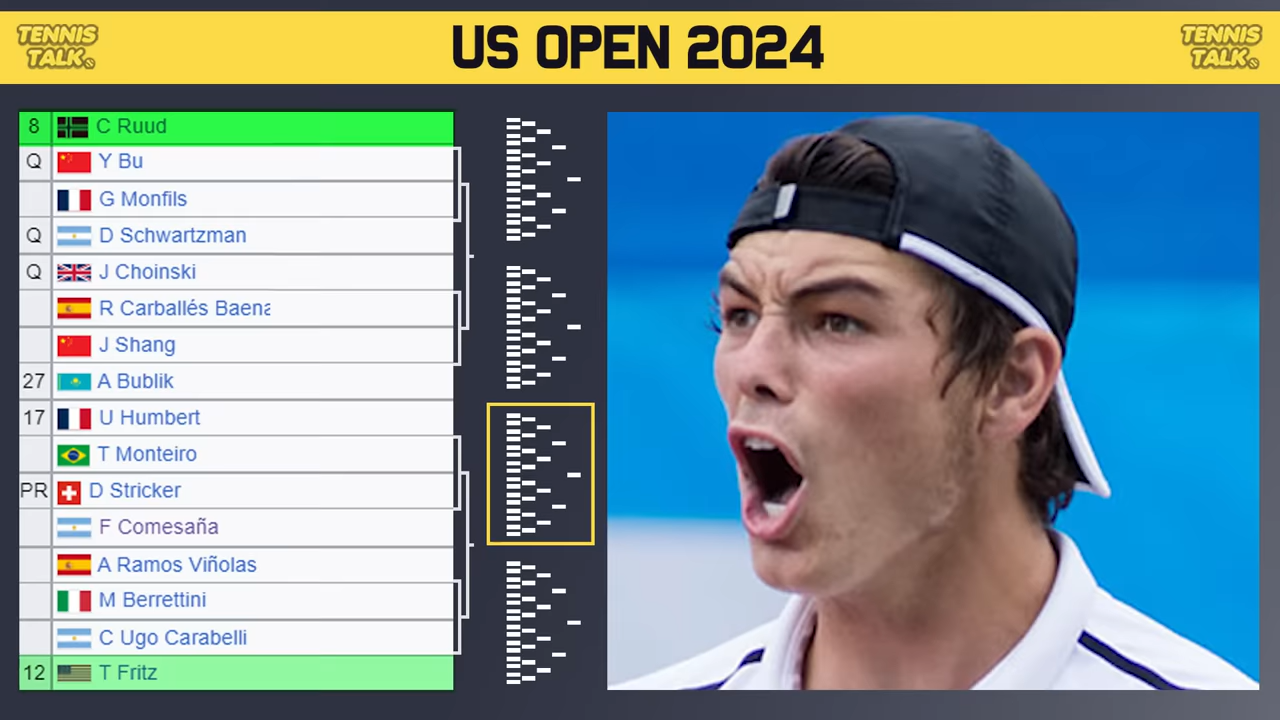 TENNIS
TALK
US OPEN 2024
TENNIS
TALK
8 C Ruud
Q Y Bu
G Monfils
Q D Schwartzman
Q J Choinski
R Carballés Baena
J Shang
27 A Bublik
17 U Humbert
T Monteiro
PR D Stricker
F Comesaña
A Ramos Viñolas
M Berrettini
C Ugo Carabelli
12 T Fritz